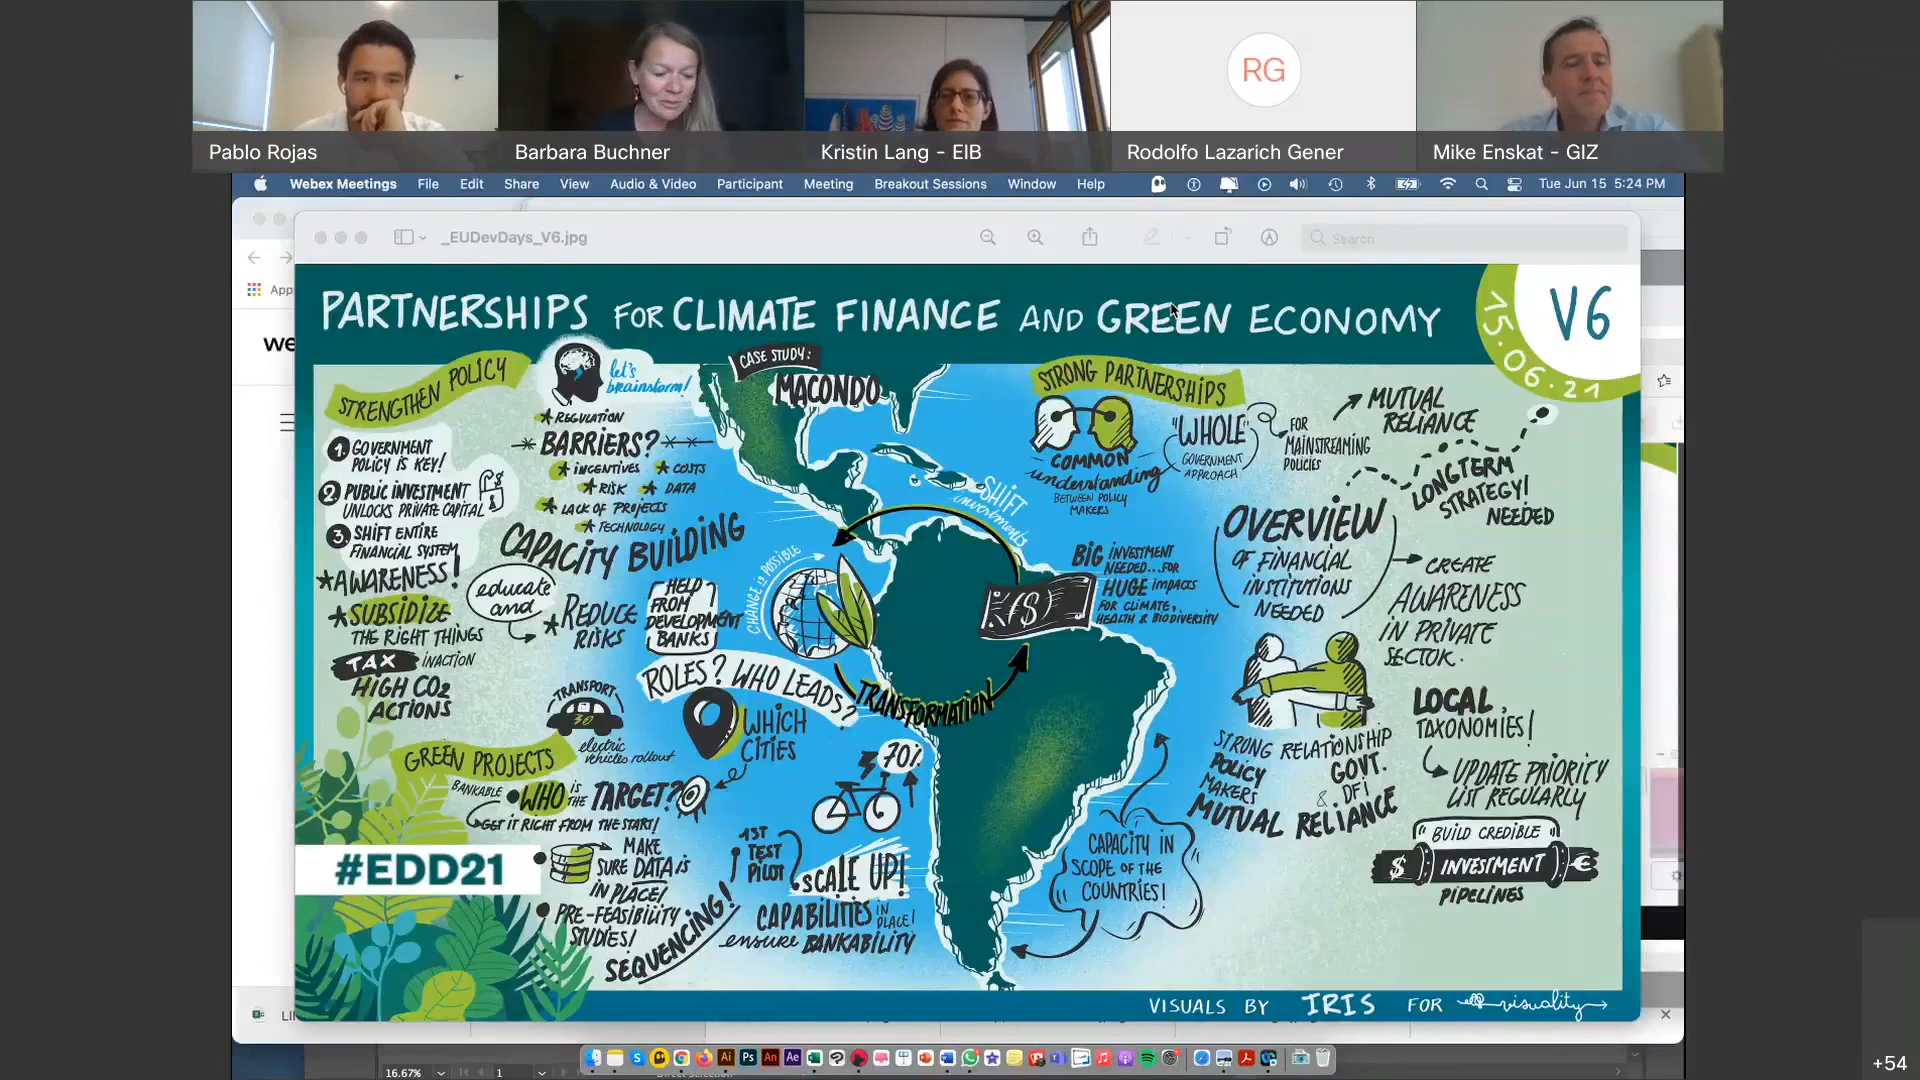 RG
Pablo Rojas
Barbara Buchner
Kristin Lang - EIB
Rodolfo Lazarich Gener
Mike Enskat - GIZ
Webex Meetings File Edit Share View Audio & Video Participant Meeting Breakout Sessions Window Help Tue Jun 15 5:24 PM
_EUDevDays_V6.jpg
Search
PARTNERSHIPS FOR CLIMATE FINANCE AND GREEN ECONOMY
V6
15.06.21
STRENGTHEN POLICY
1. GOVERNMENT
POLICY IS KEY!
2 PUBLIC INVESTMENT
UNLOCKS PRIVATE CAPITAL
3. SHIFT ENTIRE
FINANCIAL SYSTEM
AWARENESS!
SUBSIDIZE
THE RIGHT THINGS
TAX INACTION
HIGH CO2
ACTIONS
let's
brainstorm!
REGULATION
BARRIERS?
INCENTIVES COSTS
RISK DATA
LACK OF PROJECTS
TECHNOLOGY
CAPACITY BUILDING
educate
and
REDUCE
RISKS
HELP
FROM
DEVELOPMENT
BANKS
ROLES? WHO LEADS?
TRANSPORT
electric
vehicles rollout
WHICH
CITIES
GREEN PROJECTS
BANKABLE
WHO IS THE TARGET?
GET IT RIGHT FROM THE START!
MAKE
SURE DATA IS
IN PLACE!
PRE-FEASIBILITY
STUDIES!
SEQUENCING!
1ST
TEST
PILOT
SCALE UP!
CAPABILITIES IN PLACE!
ensure BANKABILITY
70%
#EDD21
CASE STUDY:
MACONDO
CHANGE IS POSSIBLE
SHIFT
investments
TRANSFORMATION
$
STRONG PARTNERSHIPS
COMMON
understanding
BETWEEN POLICY
MAKERS
"WHOLE"
GOVERNMENT
APPROACH
FOR
MAINSTREAMING
POLICIES
MUTUAL
RELIANCE
LONGTERM
STRATEGY!
NEEDED
BIG INVESTMENT
NEEDED...FOR
HUGE impacts
FOR CLIMATE,
HEALTH & BIODIVERSITY
OVERVIEW
OF FINANCIAL
INSTITUTIONS
NEEDED
CREATE
AWARENESS
IN PRIVATE
SECTOR.
STRONG RELATIONSHIP
POLICY
MAKERS
GOVT.
& DFI
MUTUAL RELIANCE
LOCAL
TAXONOMIES!
UPDATE PRIORITY
LIST REGULARLY
BUILD CREDIBLE
$ INVESTMENT €
PIPELINES
CAPACITY IN
SCOPE OF THE
COUNTRIES!
VISUALS BY IRIS FOR visuality
16.67% 1
+54